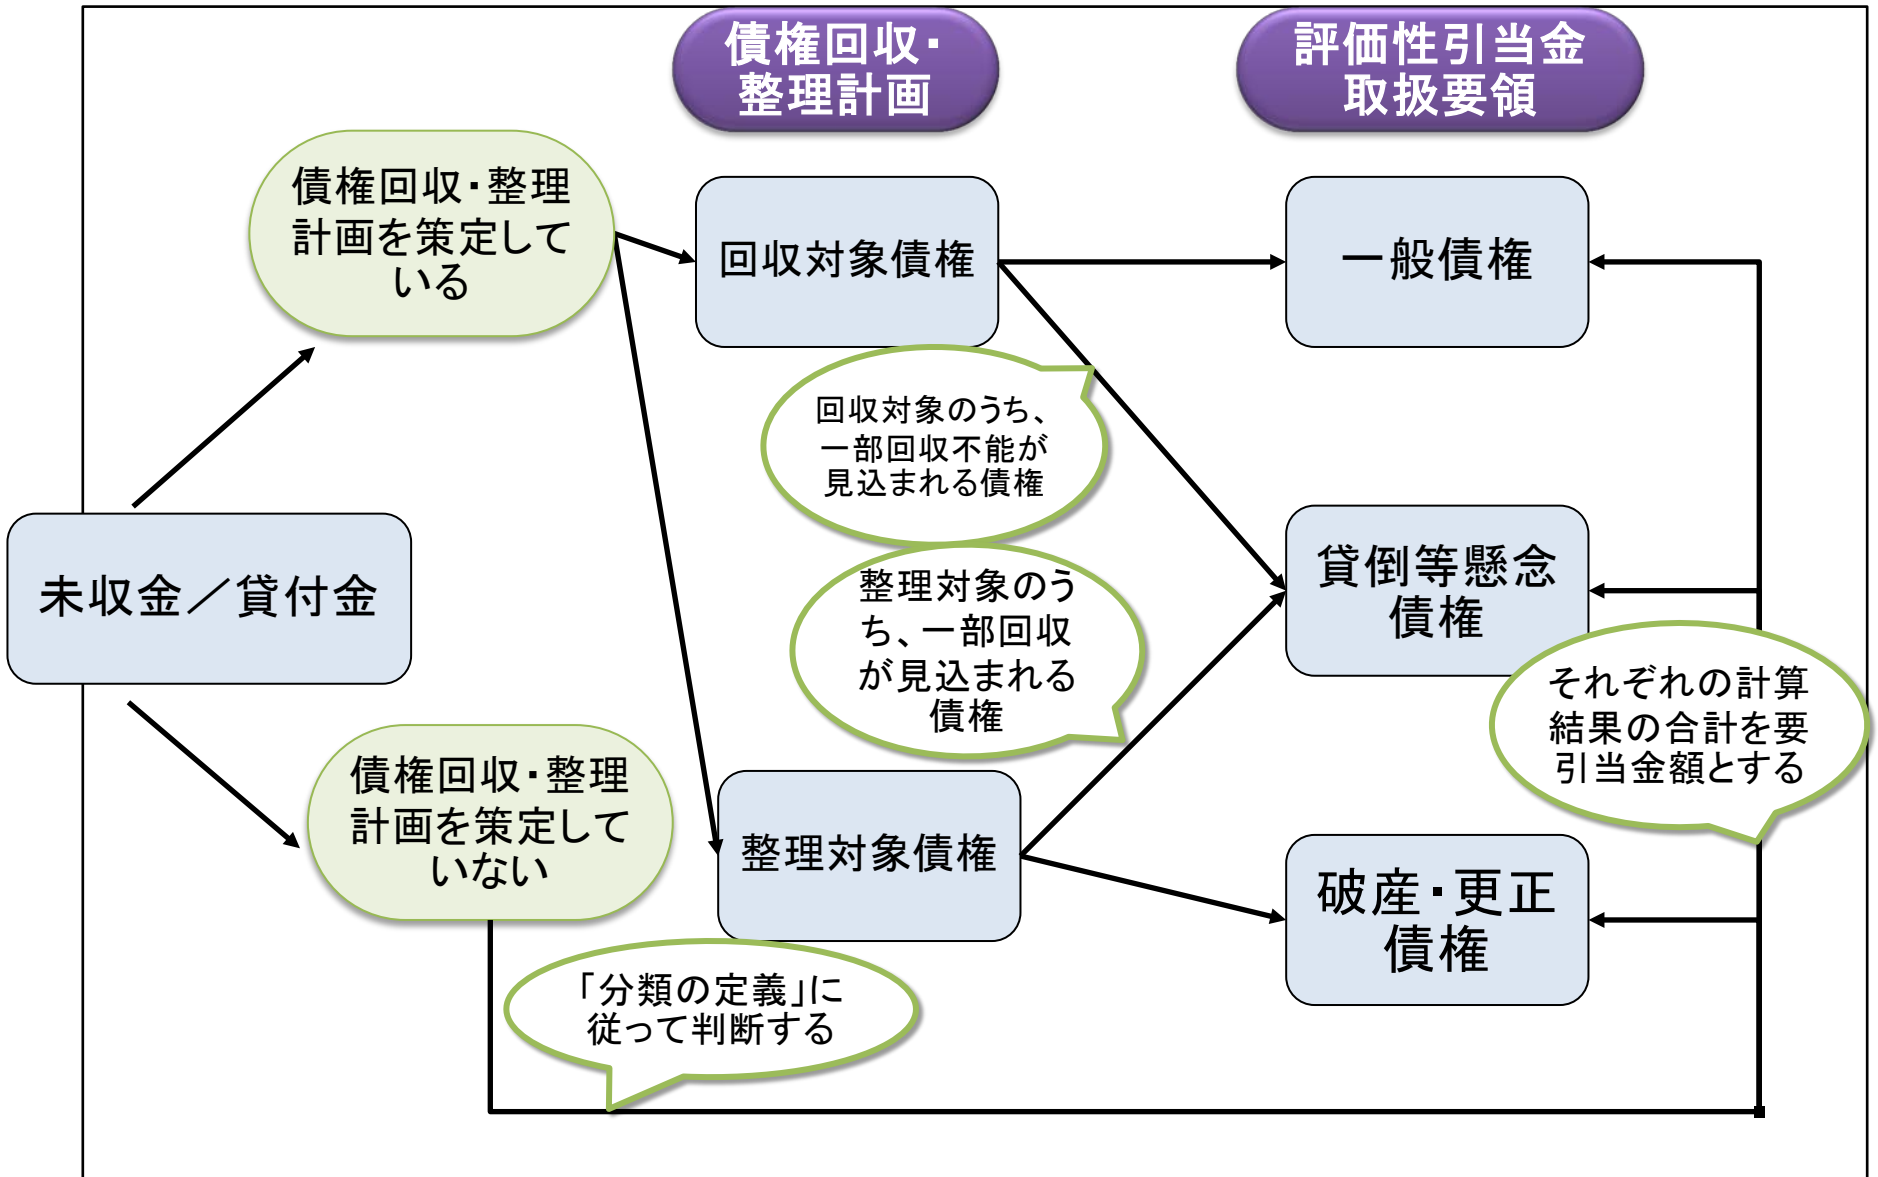 債権回収・
整理計画
評価性引当金
取扱要領
債権回収・整理
計画を策定して
いる
回収対象債権
一般債権
回収対象のうち、
一部回収不能が
見込まれる債権
未収金／貸付金
貸倒等懸念
債権
整理対象のう
ち、一部回収
が見込まれる
債権
それぞれの計算
結果の合計を要
引当金額とする
債権回収・整理
計画を策定して
いない
整理対象債権
破産・更正
債権
「分類の定義」に
従って判断する